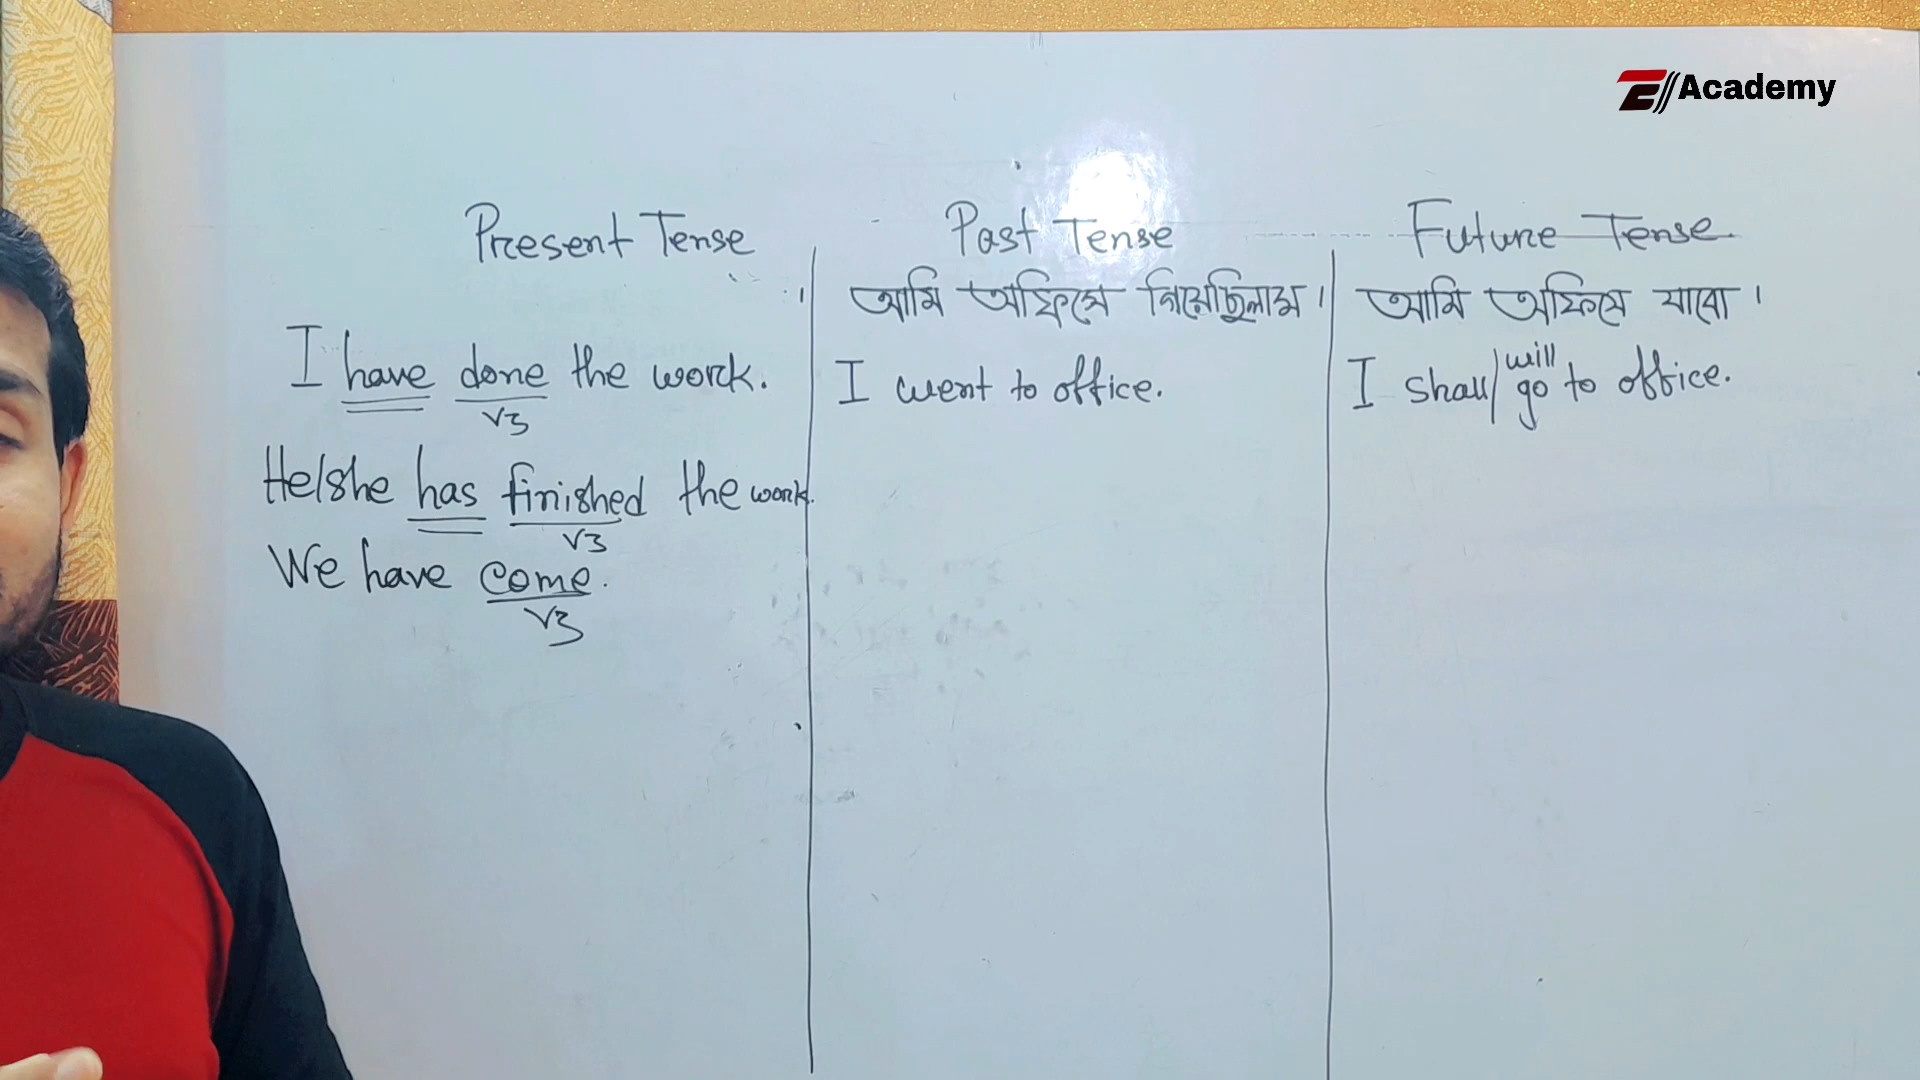 Academy
Present Tense
I have done the work.
V3
He/she has finished the work.
V3
We have come.
V3
Past Tense
আমি অফিসে গিয়েছিলাম।
I went to office.
Future Tense
আমি অফিসে যাবো।
I shall/will go to office.